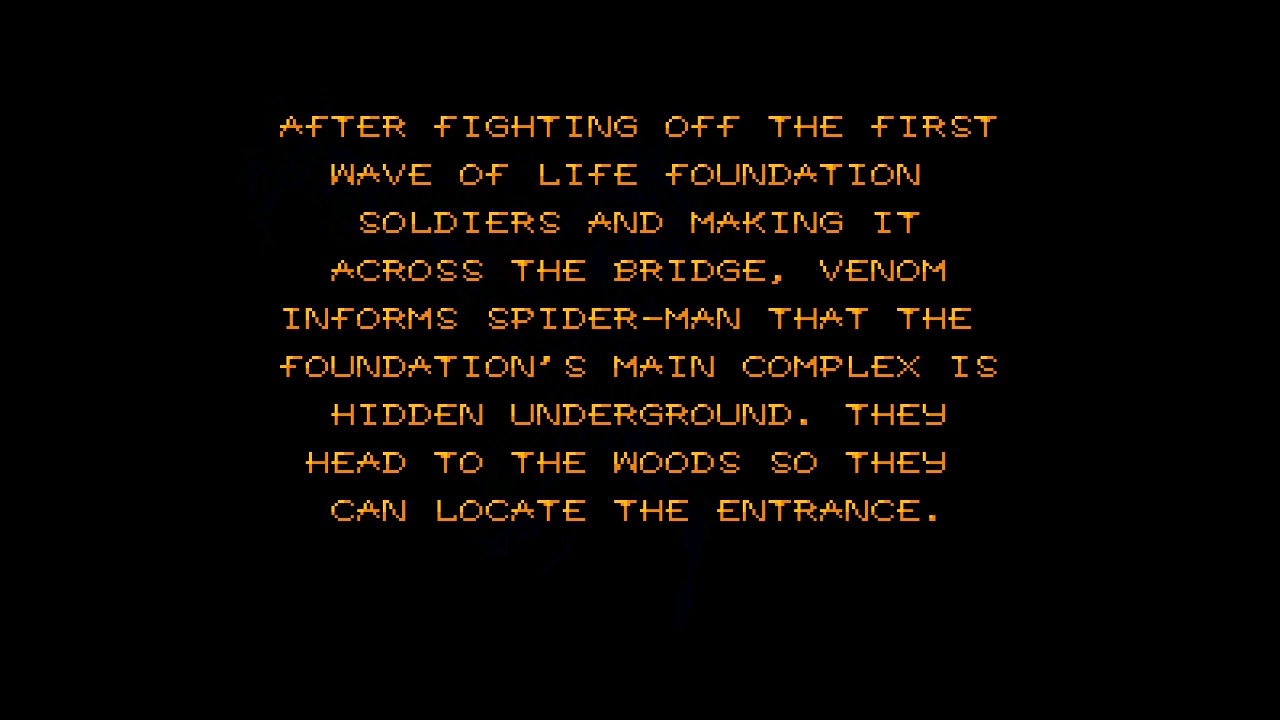 AFTER FIGHTING OFF THE FIRST
WAVE OF LIFE FOUNDATION
SOLDIERS AND MAKING IT
ACROSS THE BRIDGE, VENOM
INFORMS SPIDER-MAN THAT THE
FOUNDATION'S MAIN COMPLEX IS
HIDDEN UNDERGROUND. THEY
HEAD TO THE WOODS SO THEY
CAN LOCATE THE ENTRANCE.